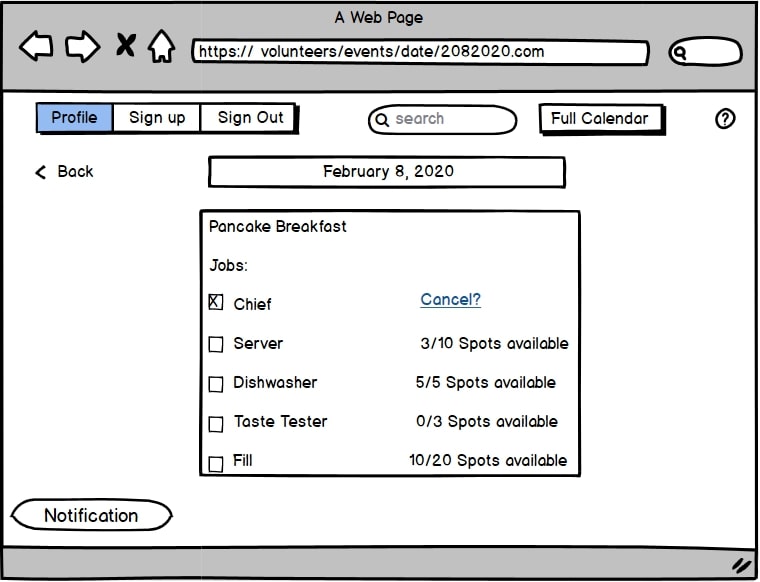 A Web Page
https:// volunteers/events/date/2082020.com
Profile Sign up Sign Out search Full Calendar ?
< Back February 8, 2020
Pancake Breakfast
Jobs:
X Chief Cancel?
Server 3/10 Spots available
Dishwasher 5/5 Spots available
Taste Tester 0/3 Spots available
Fill 10/20 Spots available
Notification